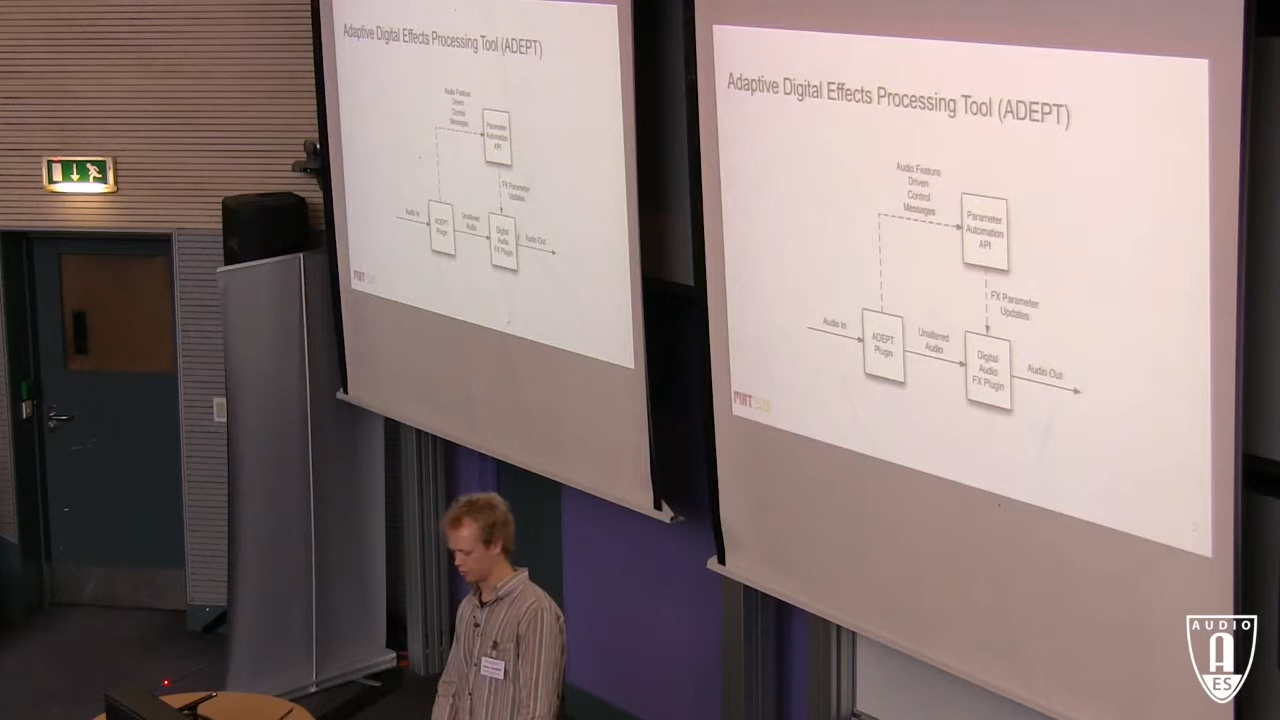 Adaptive Digital Effects Processing Tool (ADEPT)
Audio Feature
Driven
Control
Messages
Parameter
Automation
API
FX Parameter
Updates
Audio In
ADEPT
Plugin
Unaltered
Audio
Digital
Audio
FX Plugin
Audio Out
Adaptive Digital Effects Processing Tool (ADEPT)
Audio Feature
Driven
Control
Messages
Parameter
Automation
API
FX Parameter
Updates
Audio In
ADEPT
Plugin
Unaltered
Audio
Digital
Audio
FX Plugin
Audio Out
AUDIO
A
ES